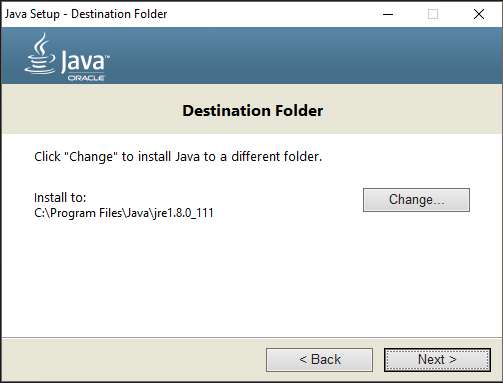 Java Setup - Destination Folder
Java™
ORACLE
Destination Folder
Click "Change" to install Java to a different folder.
Install to:
C:\Program Files\Java\jre1.8.0_111
Change...
< Back
Next >